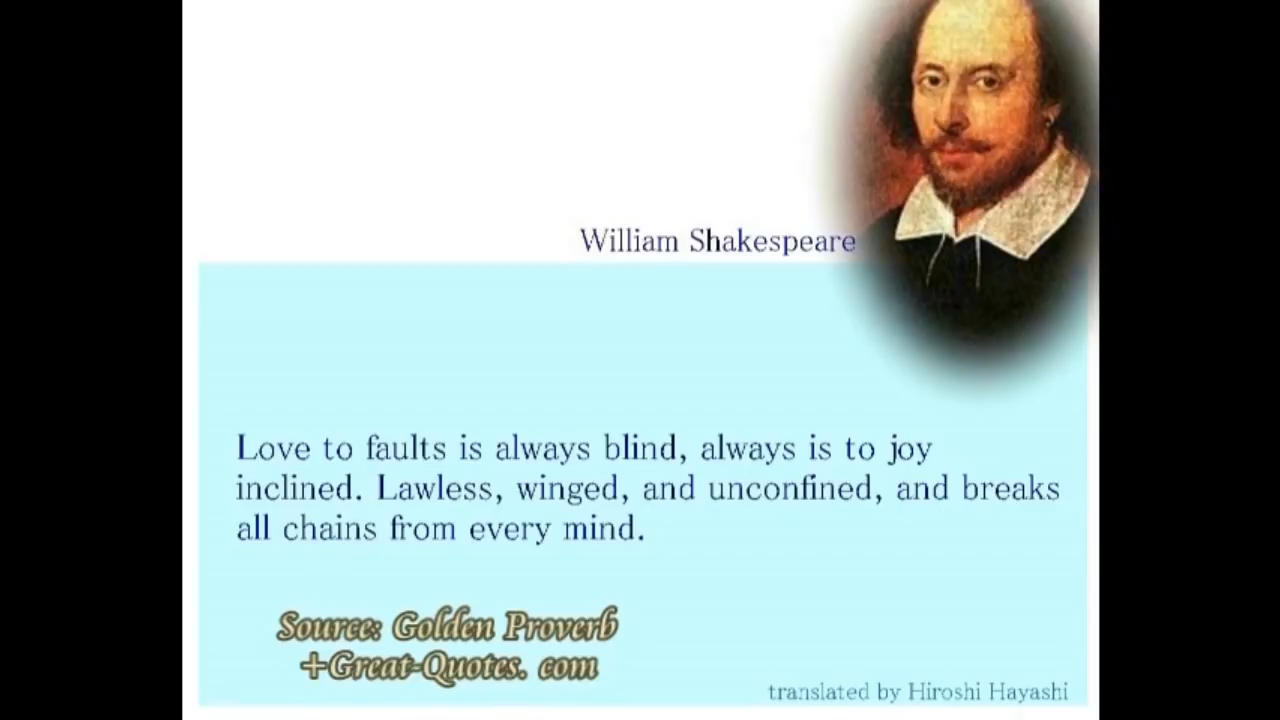 William Shakespeare
Love to faults is always blind, always is to joy
inclined. Lawless, winged, and unconfined, and breaks
all chains from every mind.
Source: Golden Proverb
+Great-Quotes. com
translated by Hiroshi Hayashi